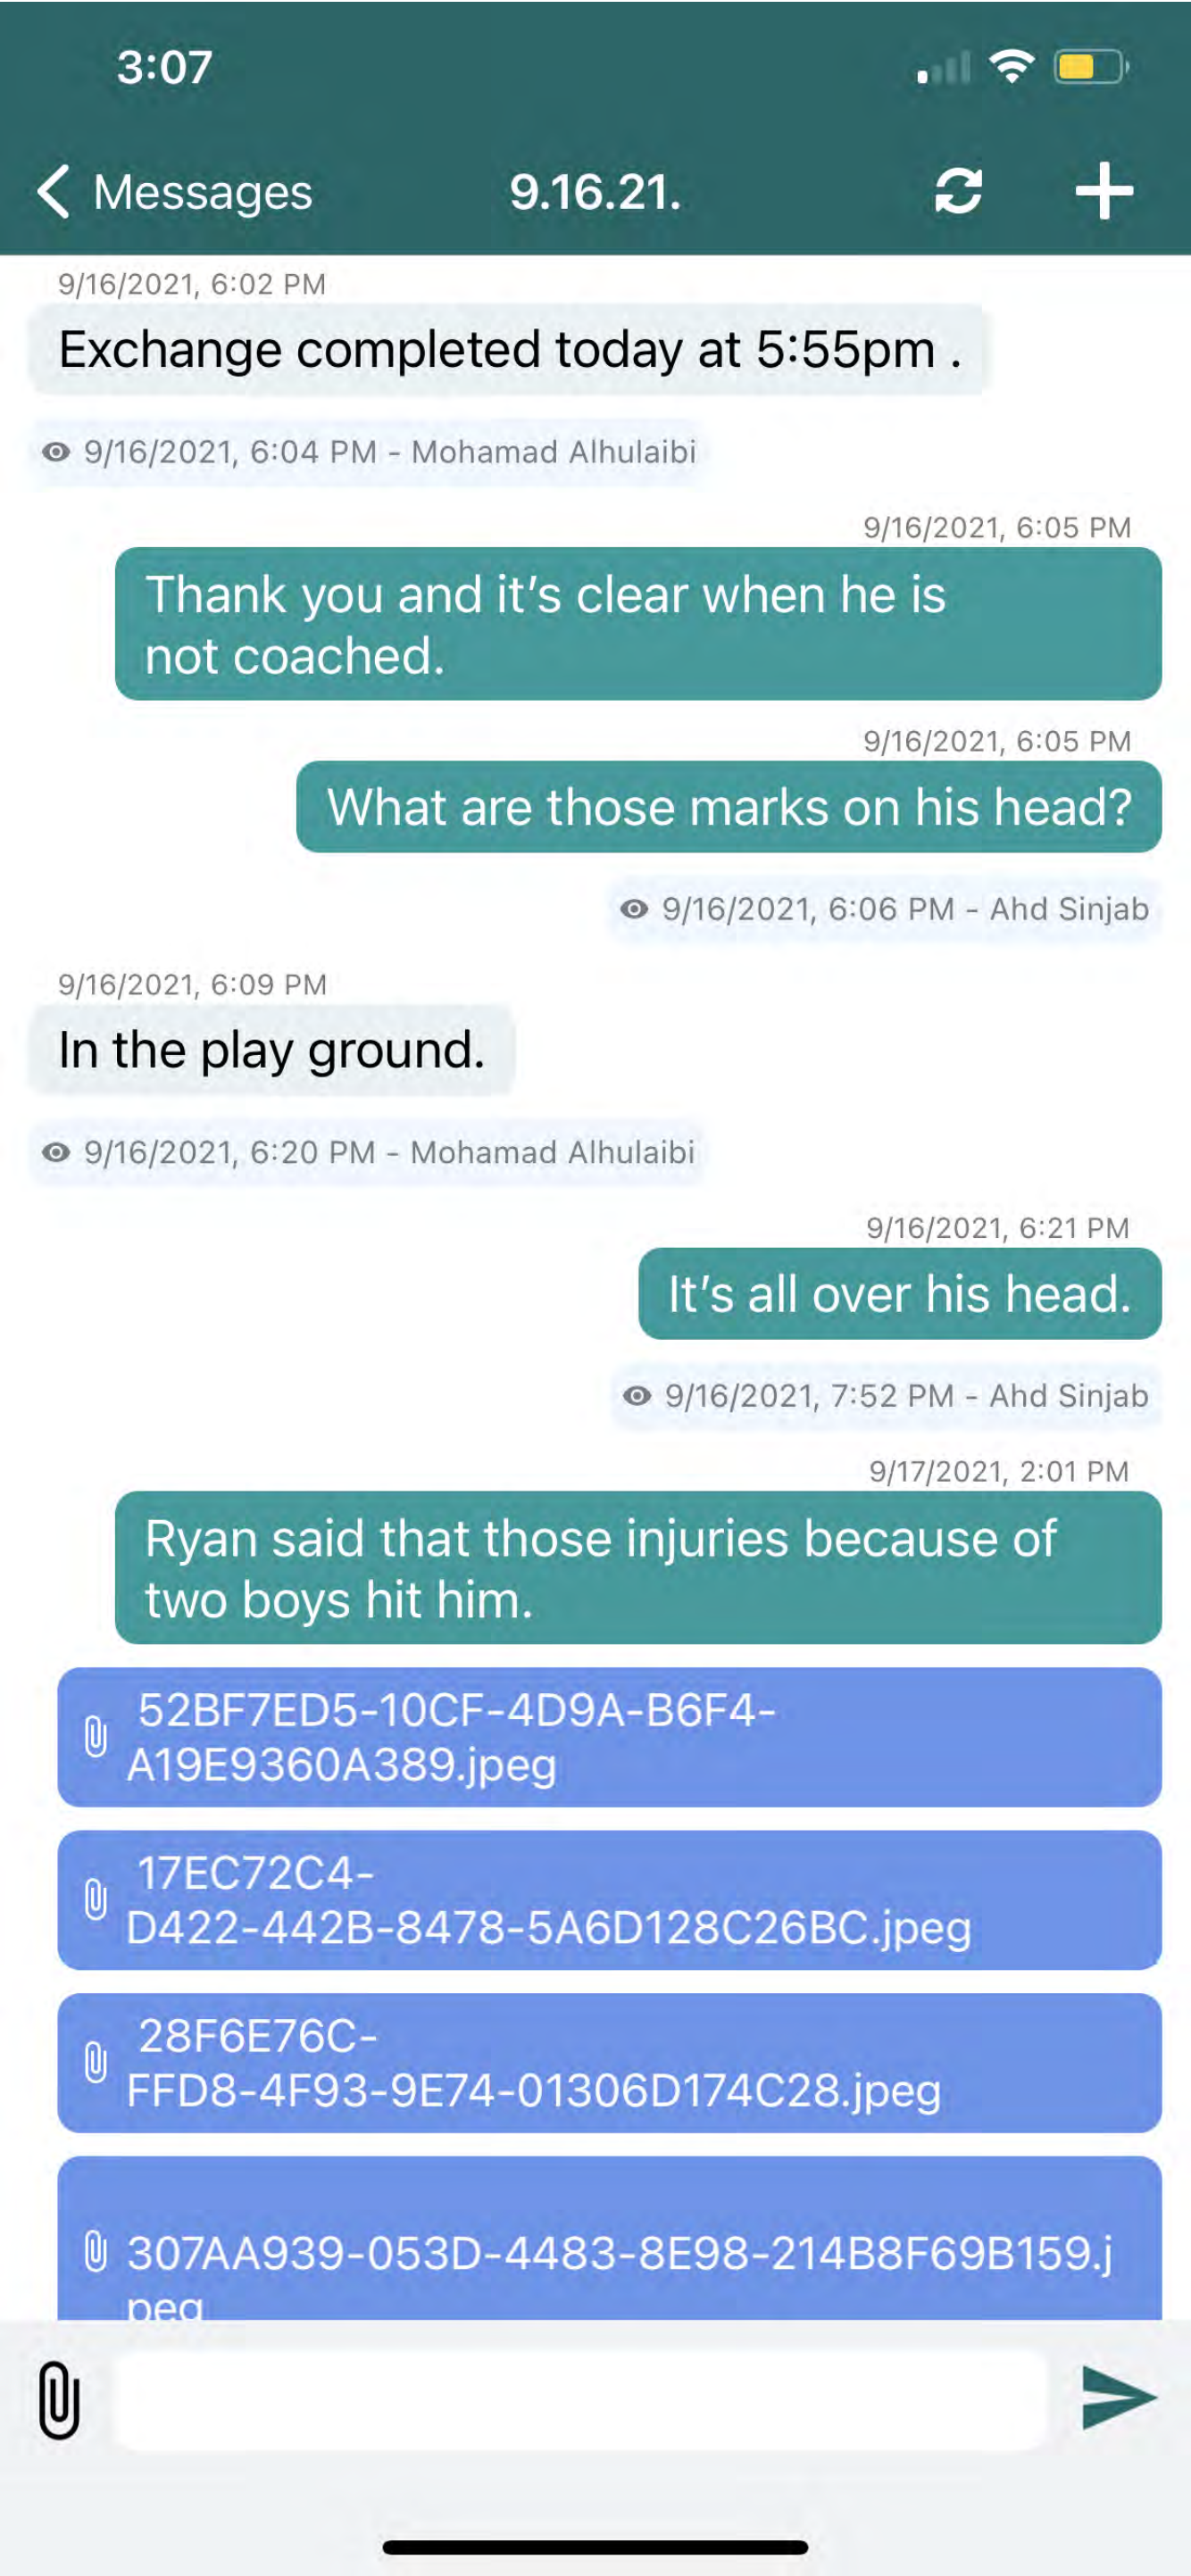 3:07
Messages 9.16.21.
9/16/2021, 6:02 PM
Exchange completed today at 5:55pm .
9/16/2021, 6:04 PM - Mohamad Alhulaibi
9/16/2021, 6:05 PM
Thank you and it's clear when he is
not coached.
9/16/2021, 6:05 PM
What are those marks on his head?
9/16/2021, 6:06 PM - Ahd Sinjab
9/16/2021, 6:09 PM
In the play ground.
9/16/2021, 6:20 PM - Mohamad Alhulaibi
9/16/2021, 6:21 PM
It's all over his head.
9/16/2021, 7:52 PM - Ahd Sinjab
9/17/2021, 2:01 PM
Ryan said that those injuries because of
two boys hit him.
52BF7ED5-10CF-4D9A-B6F4-
A19E9360A389.jpeg
17EC72C4-
D422-442B-8478-5A6D128C26BC.jpeg
28F6E76C-
FFD8-4F93-9E74-01306D174C28.jpeg
307AA939-053D-4483-8E98-214B8F69B159.j
peg